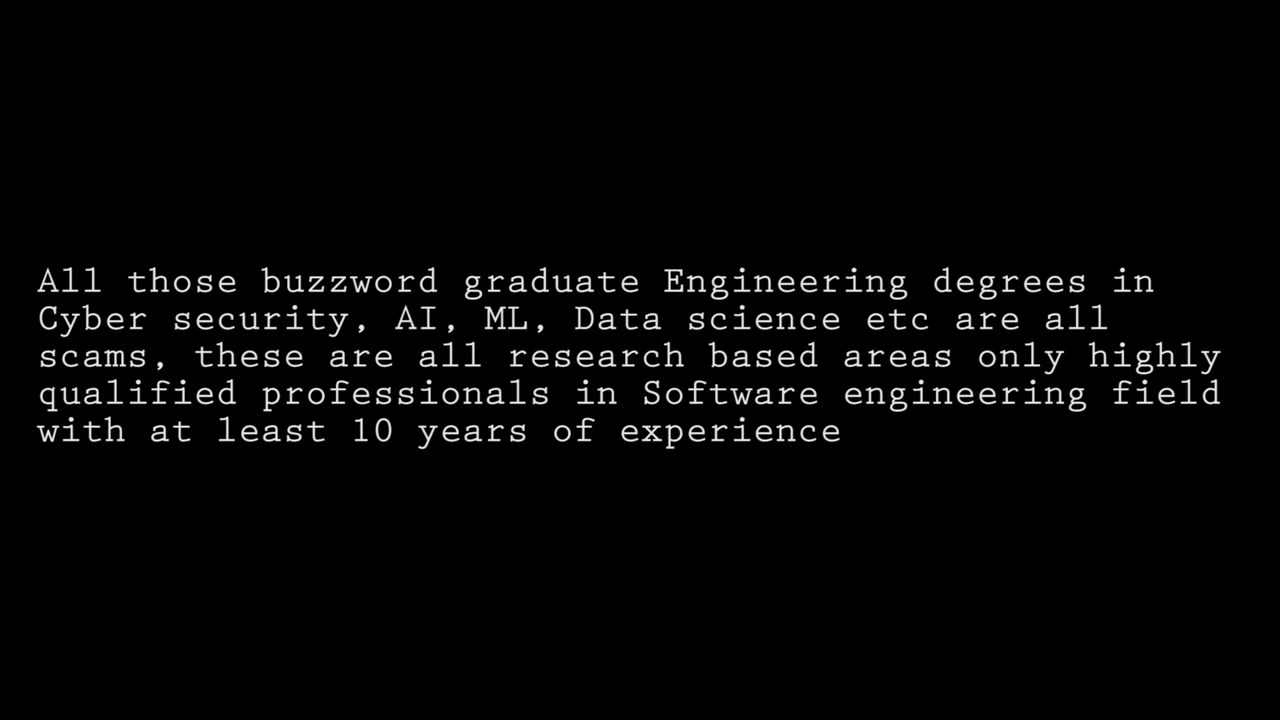 All those buzzword graduate Engineering degrees in
Cyber security, AI, ML, Data science etc are all
scams, these are all research based areas only highly
qualified professionals in Software engineering field
with at least 10 years of experience